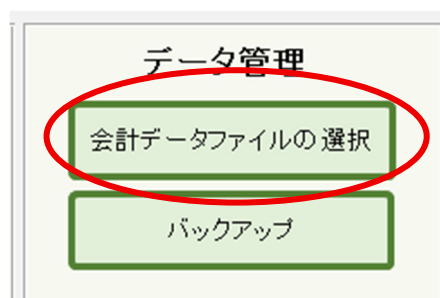 データ管理
会計データファイルの選択
バックアップ